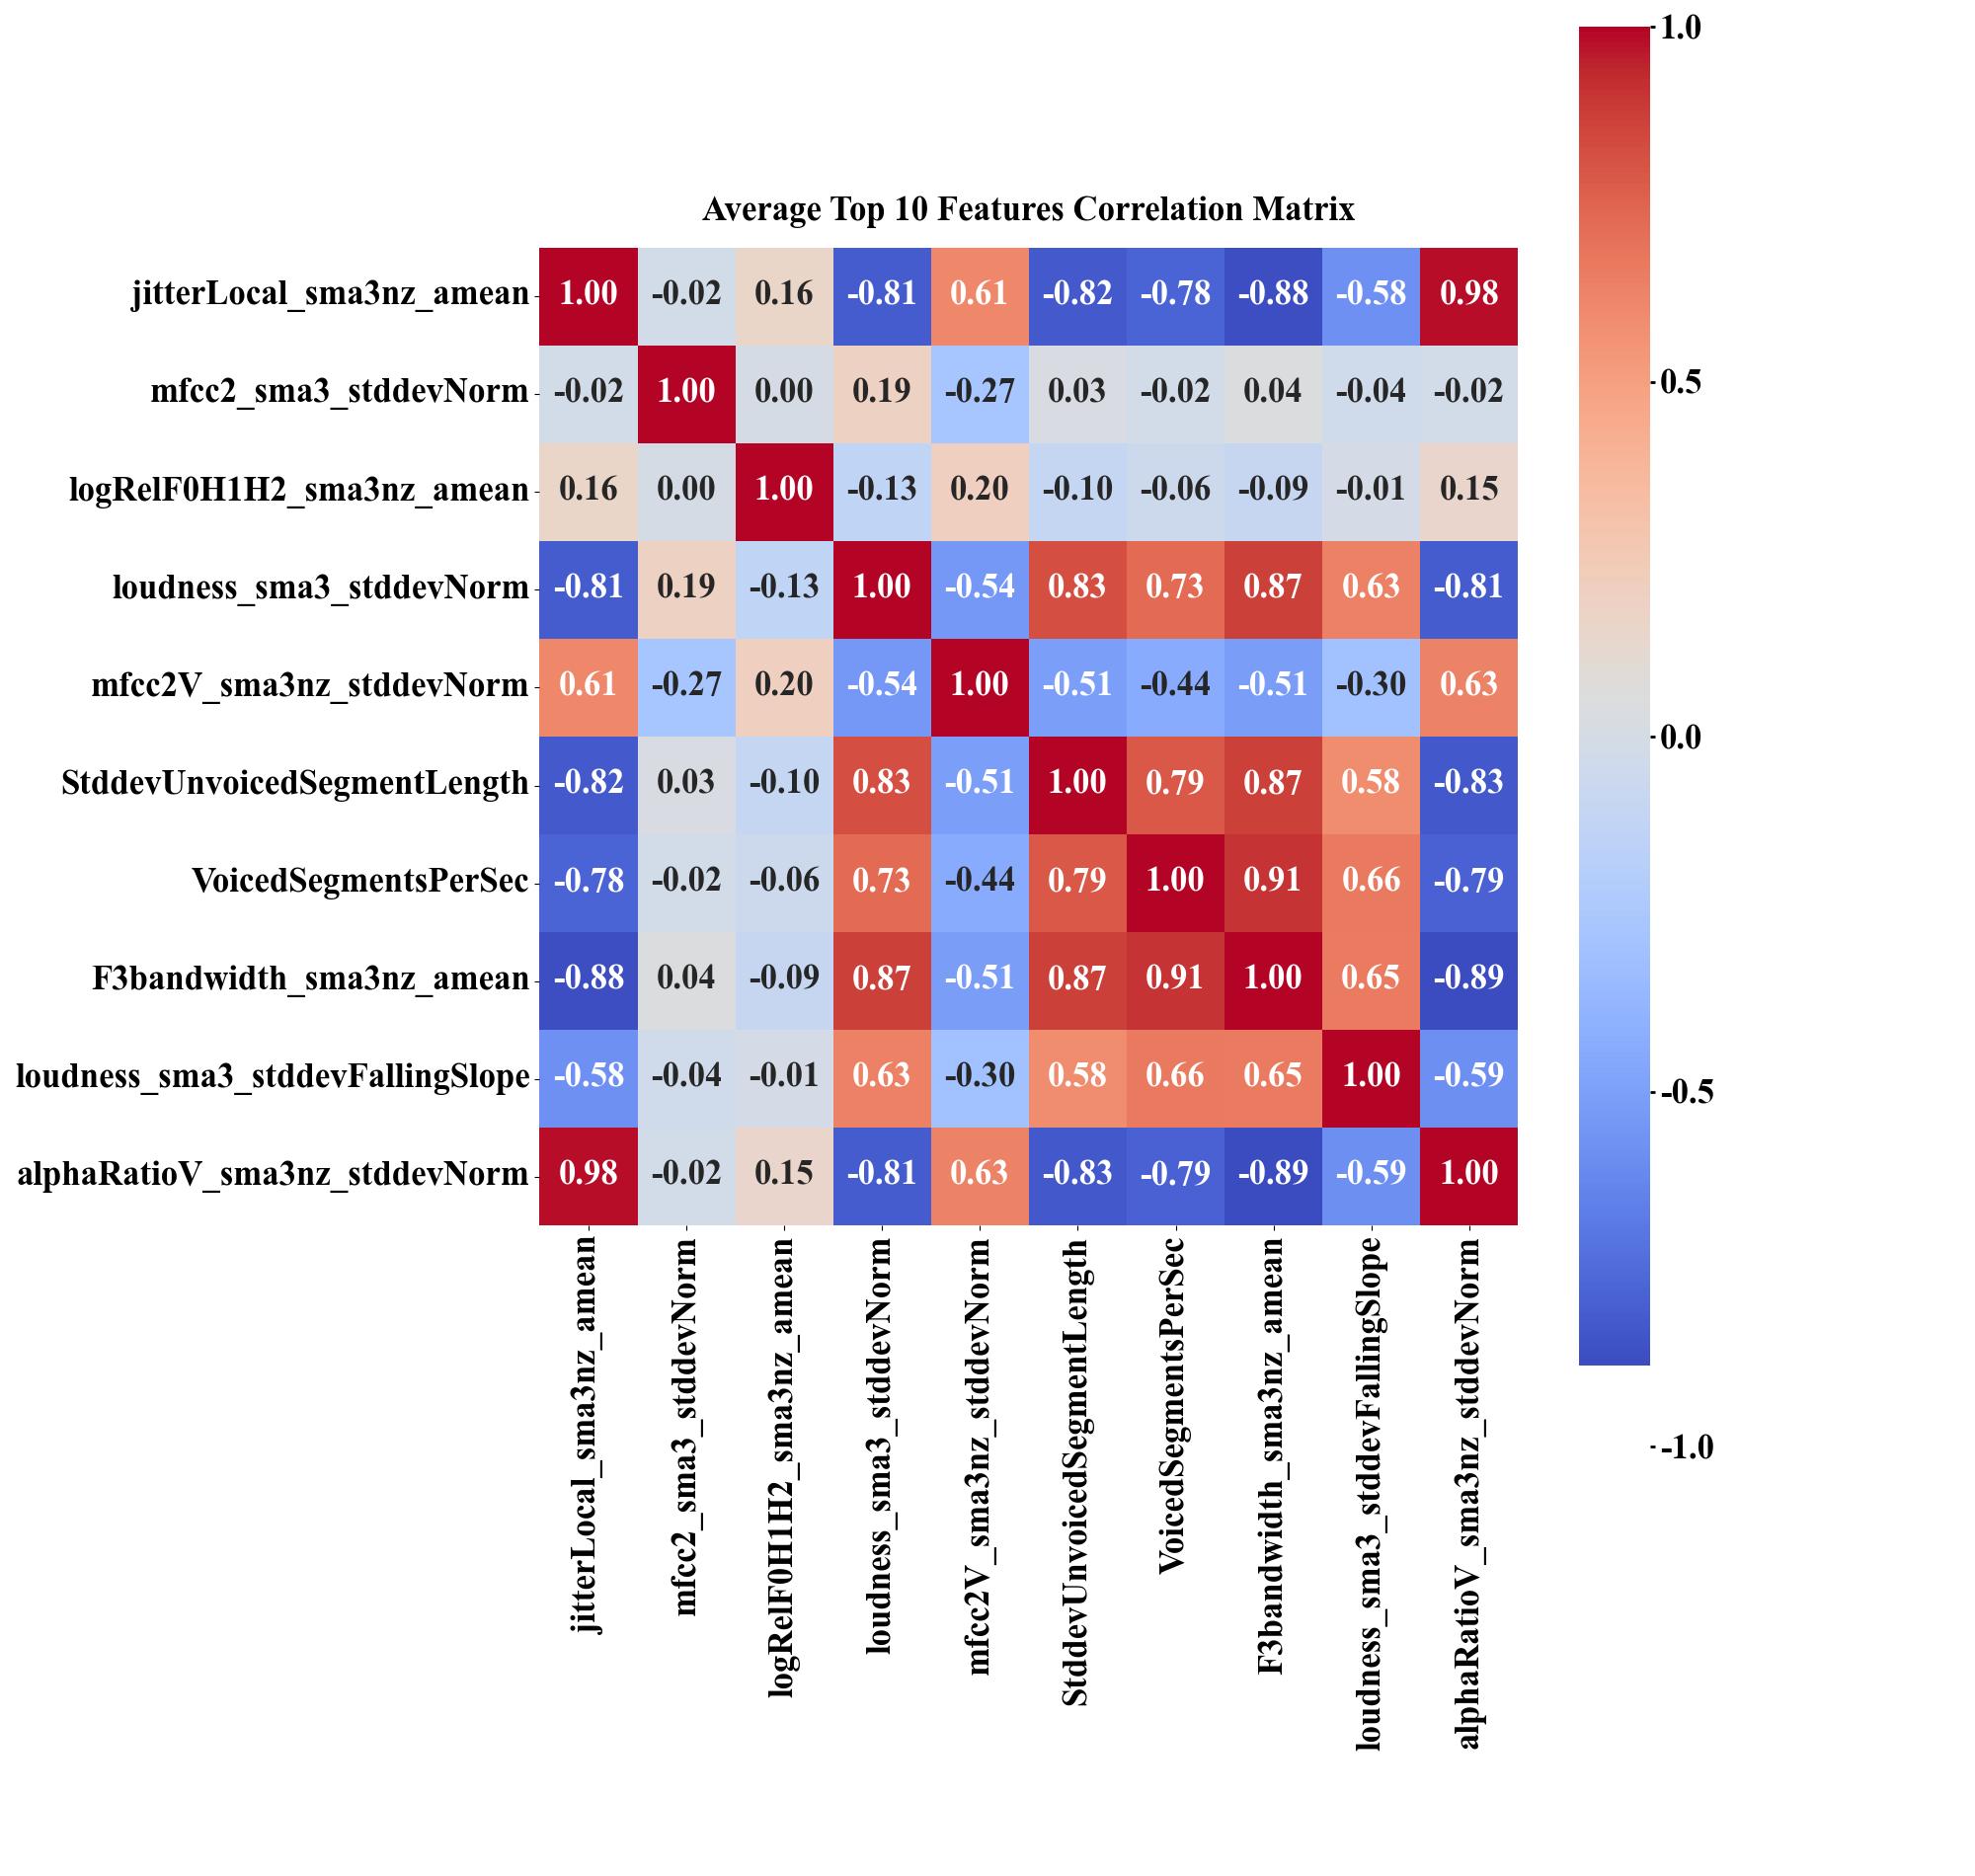 Average Top 10 Features Correlation Matrix
jitterLocal_sma3nz_amean 1.00 -0.02 0.16 -0.81 0.61 -0.82 -0.78 -0.88 -0.58 0.98
mfcc2_sma3_stddevNorm -0.02 1.00 0.00 0.19 -0.27 0.03 -0.02 0.04 -0.04 -0.02
logRelF0H1H2_sma3nz_amean 0.16 0.00 1.00 -0.13 0.20 -0.10 -0.06 -0.09 -0.01 0.15
loudness_sma3_stddevNorm -0.81 0.19 -0.13 1.00 -0.54 0.83 0.73 0.87 0.63 -0.81
mfcc2V_sma3nz_stddevNorm 0.61 -0.27 0.20 -0.54 1.00 -0.51 -0.44 -0.51 -0.30 0.63
StddevUnvoicedSegmentLength -0.82 0.03 -0.10 0.83 -0.51 1.00 0.79 0.87 0.58 -0.83
VoicedSegmentsPerSec -0.78 -0.02 -0.06 0.73 -0.44 0.79 1.00 0.91 0.66 -0.79
F3bandwidth_sma3nz_amean -0.88 0.04 -0.09 0.87 -0.51 0.87 0.91 1.00 0.65 -0.89
loudness_sma3_stddevFallingSlope -0.58 -0.04 -0.01 0.63 -0.30 0.58 0.66 0.65 1.00 -0.59
alphaRatioV_sma3nz_stddevNorm 0.98 -0.02 0.15 -0.81 0.63 -0.83 -0.79 -0.89 -0.59 1.00
jitterLocal_sma3nz_amean
mfcc2_sma3_stddevNorm
logRelF0H1H2_sma3nz_amean
loudness_sma3_stddevNorm
mfcc2V_sma3nz_stddevNorm
StddevUnvoicedSegmentLength
VoicedSegmentsPerSec
F3bandwidth_sma3nz_amean
loudness_sma3_stddevFallingSlope
alphaRatioV_sma3nz_stddevNorm
1.0
0.5
0.0
-0.5
-1.0